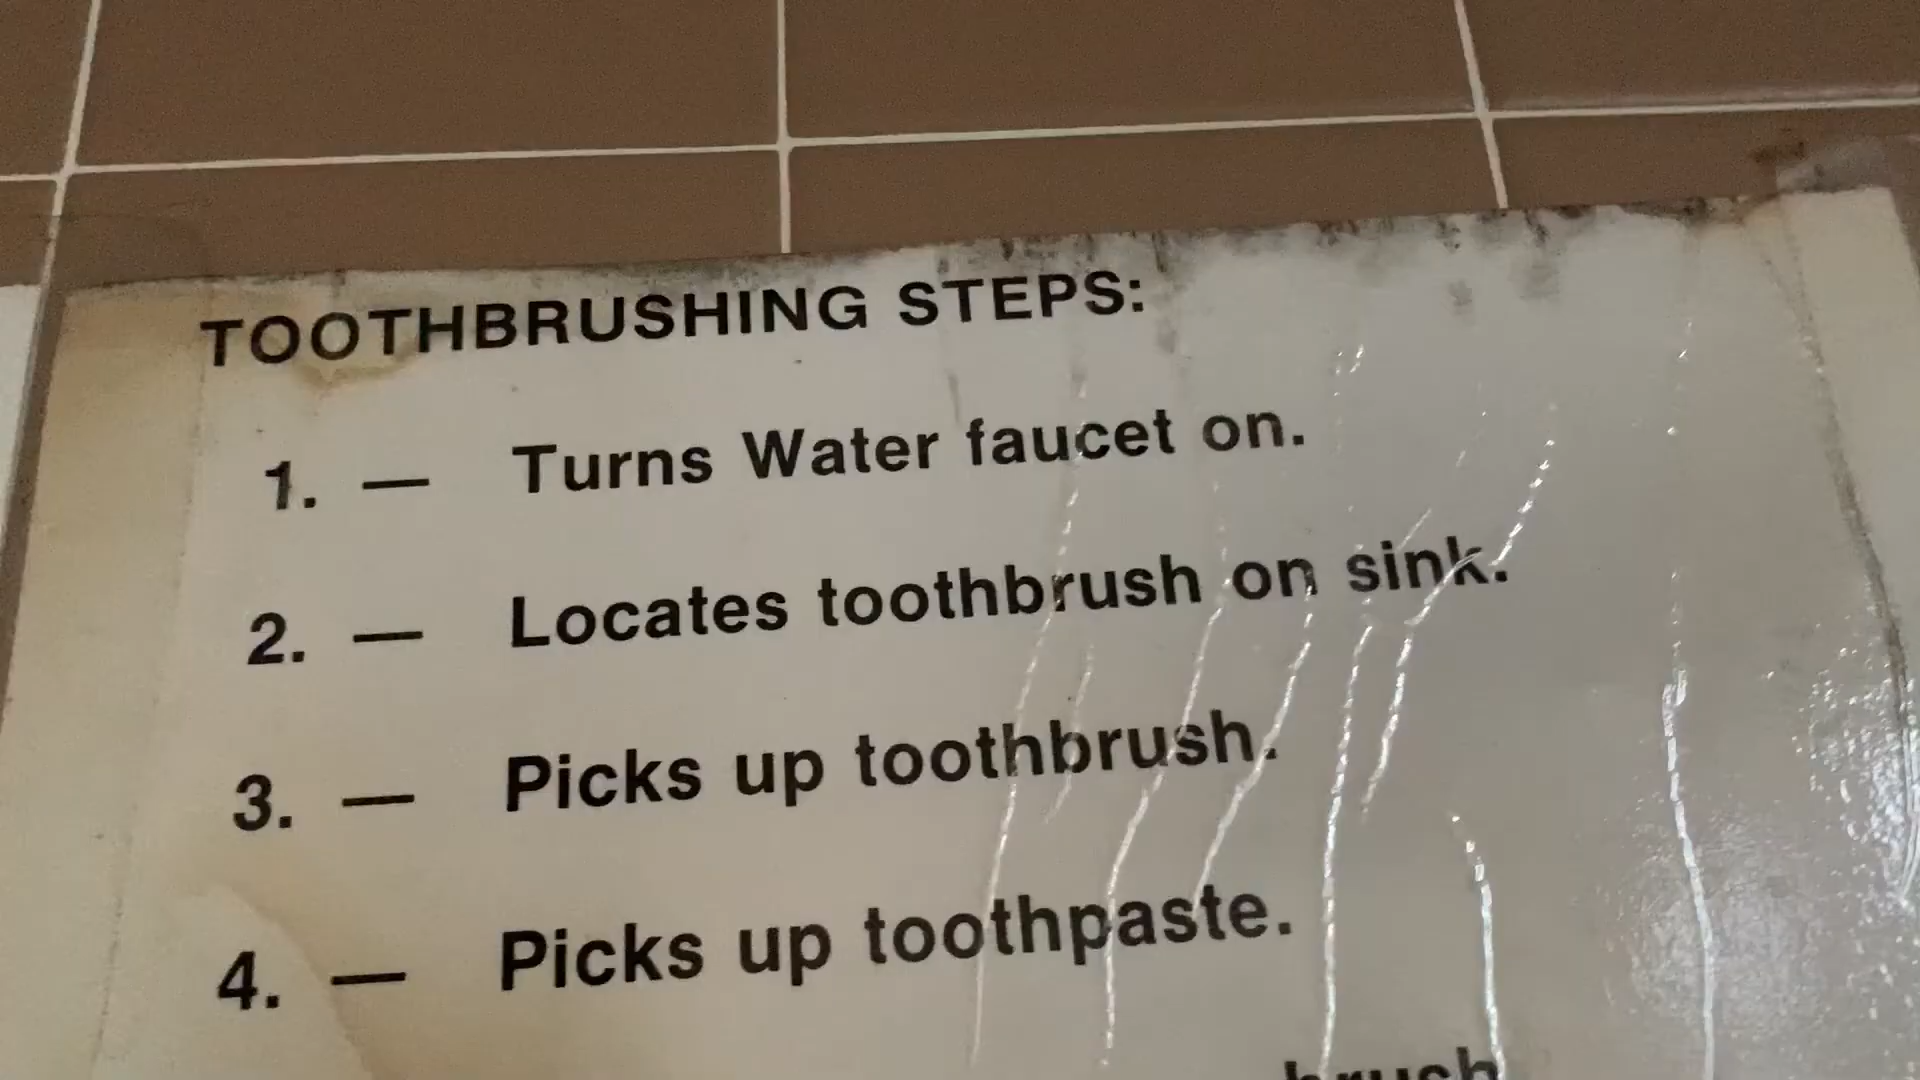 TOOTHBRUSHING STEPS:
1. — Turns Water faucet on.
2. — Locates toothbrush on sink.
3. — Picks up toothbrush.
4. — Picks up toothpaste.
brush